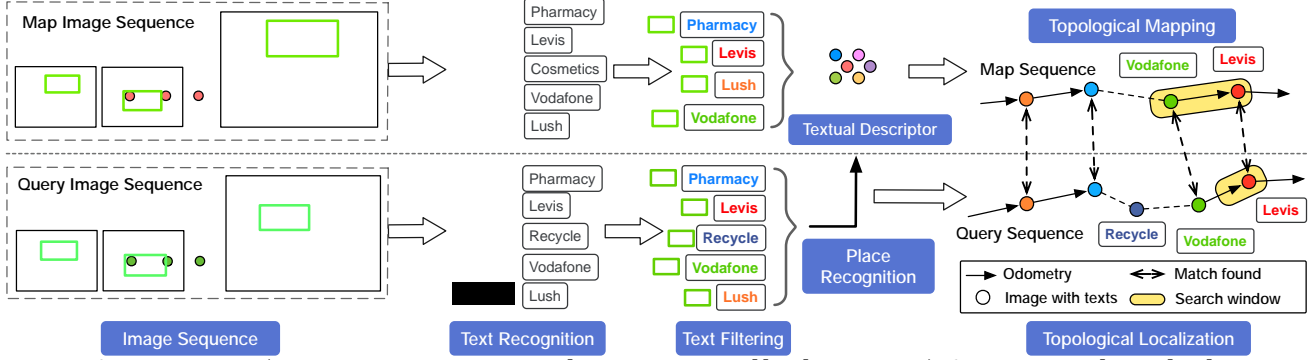 Map Image Sequence
Pharmacy
Levis
Cosmetics
Vodafone
Lush
Pharmacy
Levis
Lush
Vodafone
Textual Descriptor
Topological Mapping
Map Sequence
Vodafone
Levis
Query Image Sequence
Pharmacy
Levis
Recycle
Vodafone
Lush
Pharmacy
Levis
Recycle
Vodafone
Lush
Place
Recognition
Query Sequence
Recycle
Vodafone
Levis
Odometry
Match found
Image with texts
Search window
Image Sequence
Text Recognition
Text Filtering
Topological Localization